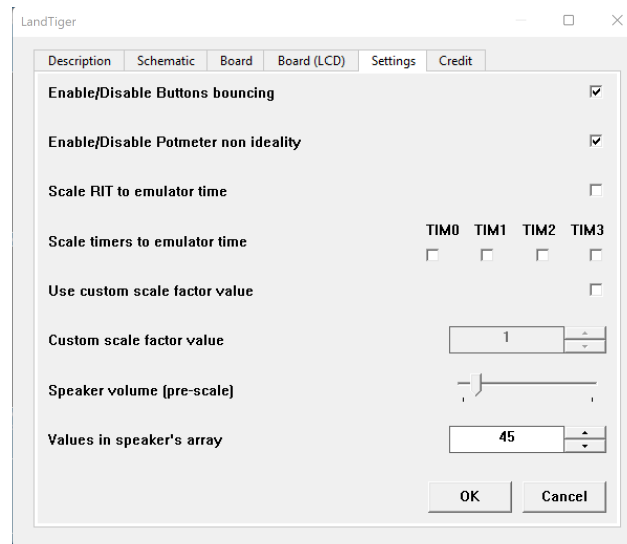 LandTiger
Description Schematic Board Board (LCD) Settings Credit
Enable/Disable Buttons bouncing
Enable/Disable Potmeter non ideality
Scale RIT to emulator time
TIM0 TIM1 TIM2 TIM3
Scale timers to emulator time
Use custom scale factor value
Custom scale factor value 1
Speaker volume (pre-scale)
Values in speaker's array 45
OK Cancel